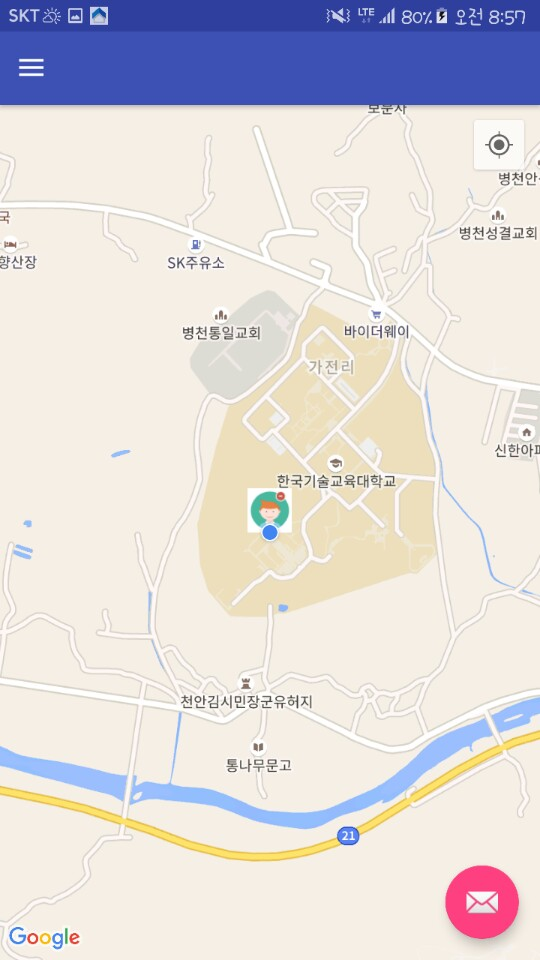 SKT
LTE
80%
오전 8:57
모문사
병천안
국
병천성결교회
향산장
SK주유소
병천통일교회
바이더웨이
가전리
신한아파
한국기술교육대학교
천안김시민장군유허지
통나무문고
21
Google